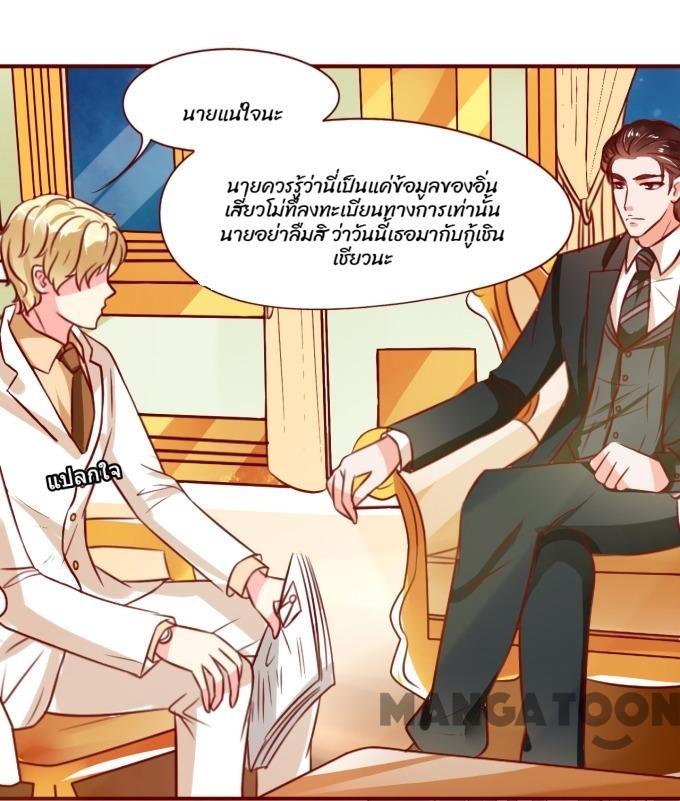 นายแน่ใจนะ
นายควรรู้ว่านี่เป็นแค่ข้อมูลของอิ่น
เสี่ยวโม่ที่ลงทะเบียนทางการเท่านั้น
นายอย่าลืมสิ ว่าวันนี้เธอมากับกู้เชิน
เชียวนะ
แปลกใจ
MANGATOON